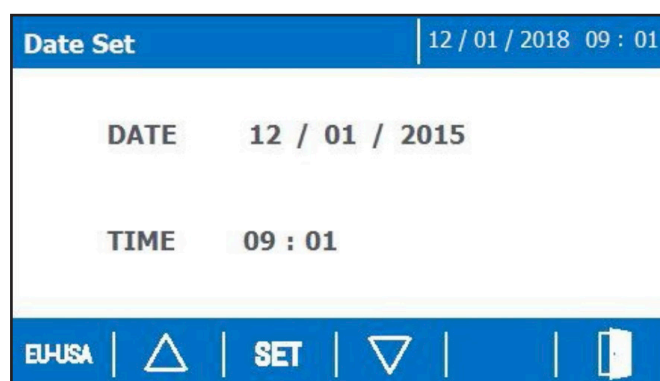 Date Set 12 / 01 / 2018 09 : 01
DATE 12 / 01 / 2015
TIME 09 : 01
EU-USA SET